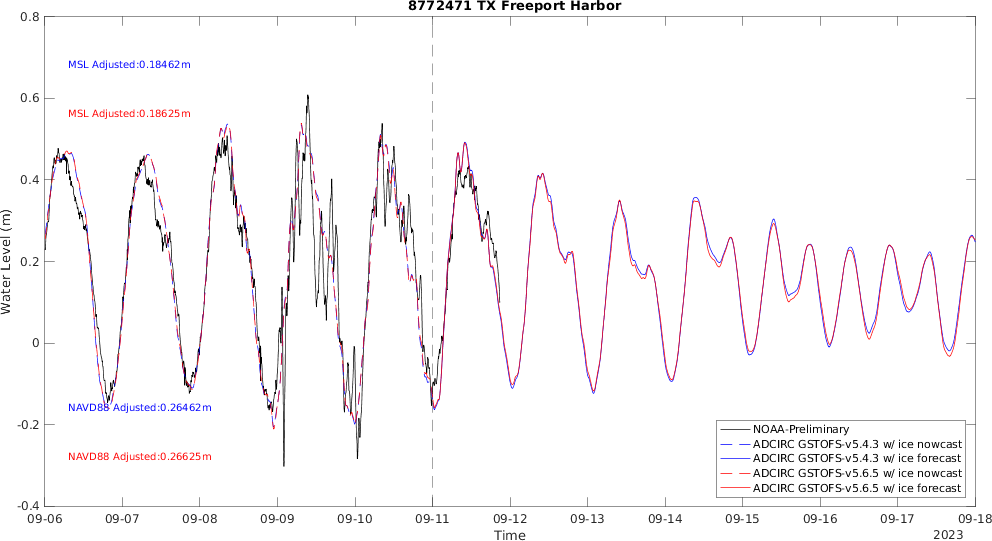 8772471 TX Freeport Harbor
0.8
0.6
0.4
0.2
0
-0.2
-0.4
Water Level (m)
MSL Adjusted:0.18462m
MSL Adjusted:0.18625m
NAVD88 Adjusted:0.26462m
NAVD88 Adjusted:0.26625m
NOAA-Preliminary
ADCIRC GSTOFS-v5.4.3 w/ ice nowcast
ADCIRC GSTOFS-v5.4.3 w/ ice forecast
ADCIRC GSTOFS-v5.6.5 w/ ice nowcast
ADCIRC GSTOFS-v5.6.5 w/ ice forecast
09-06 09-07 09-08 09-09 09-10 09-11 09-12 09-13 09-14 09-15 09-16 09-17 09-18
Time
2023